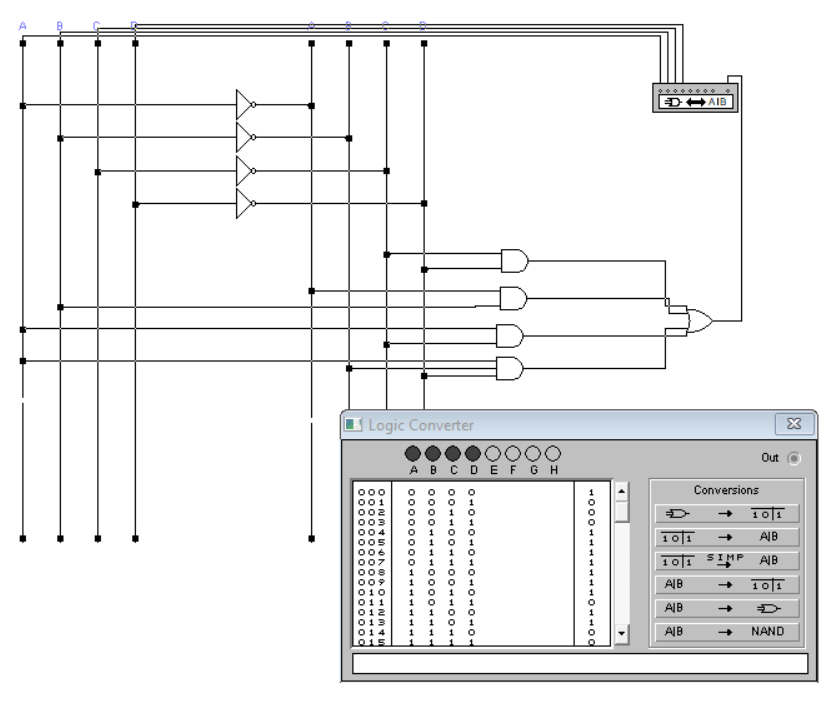 A B C D A B C D
A|B
Logic Converter
Out
A B C D E F G H
000 0 0 0 0 1
001 0 0 0 1 0
002 0 0 1 0 0
003 0 0 1 1 0
004 0 1 0 0 1
005 0 1 0 1 1
006 0 1 1 0 1
007 0 1 1 1 1
008 1 0 0 0 1
009 1 0 0 1 1
010 1 0 1 0 1
011 1 0 1 1 0
012 1 1 0 0 1
013 1 1 0 1 1
014 1 1 1 0 0
015 1 1 1 1 0
Conversions
→ 1 0 1
1 0 1 → A|B
1 0 1 SIMP → A|B
A|B → 1 0 1
A|B →
A|B → NAND